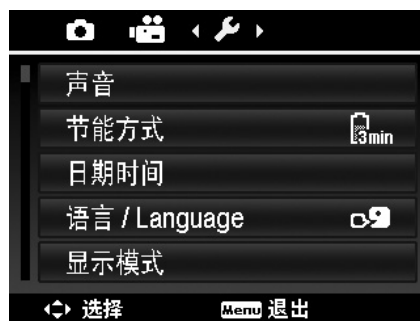 声音
节能方式 3min
日期时间
语言 / Language
显示模式
选择 Menu 退出